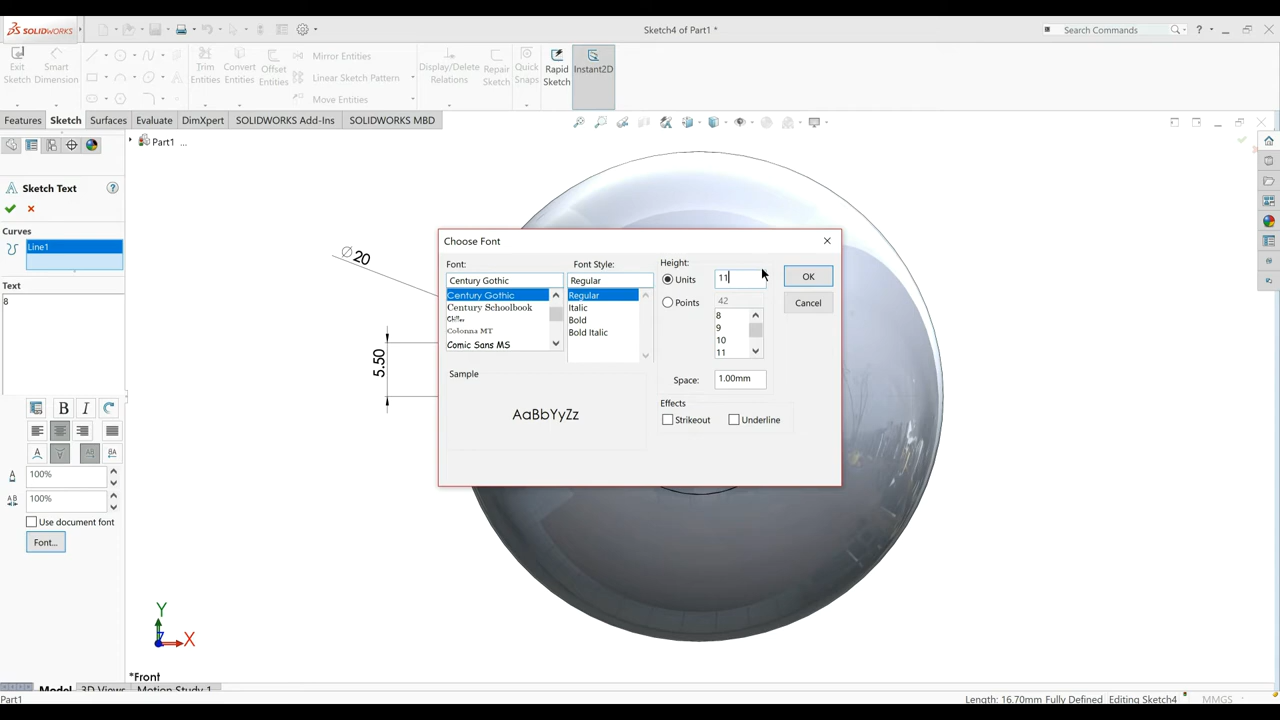 SOLIDWORKS
Sketch4 of Part1 *
Search Commands
Exit Sketch
Smart Dimension
Trim Entities
Convert Entities
Offset Entities
Mirror Entities
Linear Sketch Pattern
Move Entities
Display/Delete Relations
Repair Sketch
Quick Snaps
Rapid Sketch
Instant2D
Features
Sketch
Surfaces
Evaluate
DimXpert
SOLIDWORKS Add-Ins
SOLIDWORKS MBD
Part1 ...
Sketch Text
Curves
Line1
Text
8
100%
100%
Use document font
Font...
∅20
5.50
Choose Font
Font:
Century Gothic
Century Gothic
Century Schoolbook
Chiller
Colonna MT
Comic Sans MS
Font Style:
Regular
Regular
Italic
Bold
Bold Italic
Height:
Units
11
Points
42
8
9
10
11
Space:
1.00mm
OK
Cancel
Sample
AaBbYyZz
Effects
Strikeout
Underline
Y
X
Z
*Front
Model
3D Views
Motion Study 1
Part1
Length: 16.70mm
Fully Defined
Editing Sketch4
MMGS